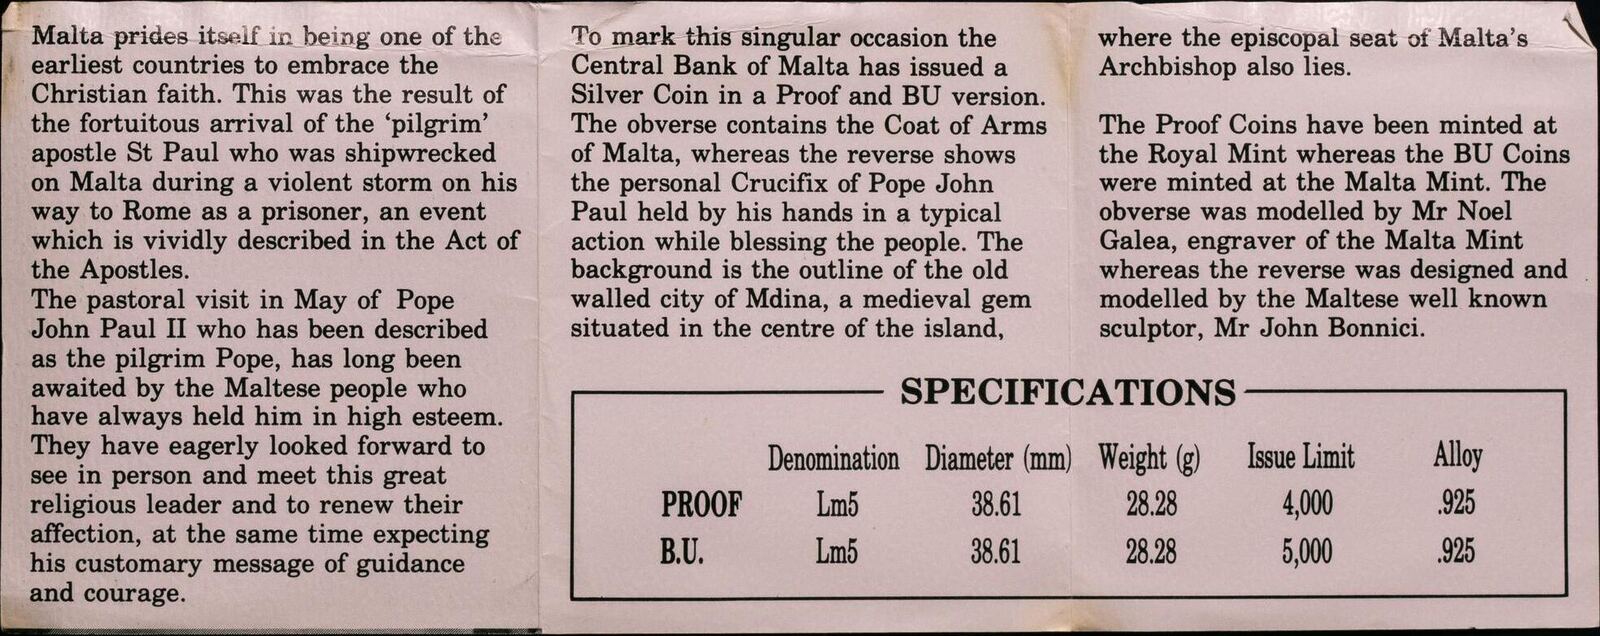 Malta prides itself in being one of the
earliest countries to embrace the
Christian faith. This was the result of
the fortuitous arrival of the ‘pilgrim’
apostle St Paul who was shipwrecked
on Malta during a violent storm on his
way to Rome as a prisoner, an event
which is vividly described in the Act of
the Apostles.
The pastoral visit in May of Pope
John Paul II who has been described
as the pilgrim Pope, has long been
awaited by the Maltese people who
have always held him in high esteem.
They have eagerly looked forward to
see in person and meet this great
religious leader and to renew their
affection, at the same time expecting
his customary message of guidance
and courage.
To mark this singular occasion the
Central Bank of Malta has issued a
Silver Coin in a Proof and BU version.
The obverse contains the Coat of Arms
of Malta, whereas the reverse shows
the personal Crucifix of Pope John
Paul held by his hands in a typical
action while blessing the people. The
background is the outline of the old
walled city of Mdina, a medieval gem
situated in the centre of the island,
where the episcopal seat of Malta’s
Archbishop also lies.
The Proof Coins have been minted at
the Royal Mint whereas the BU Coins
were minted at the Malta Mint. The
obverse was modelled by Mr Noel
Galea, engraver of the Malta Mint
whereas the reverse was designed and
modelled by the Maltese well known
sculptor, Mr John Bonnici.
SPECIFICATIONS
Denomination Diameter (mm) Weight (g) Issue Limit Alloy
PROOF Lm5 38.61 28.28 4,000 .925
B.U. Lm5 38.61 28.28 5,000 .925